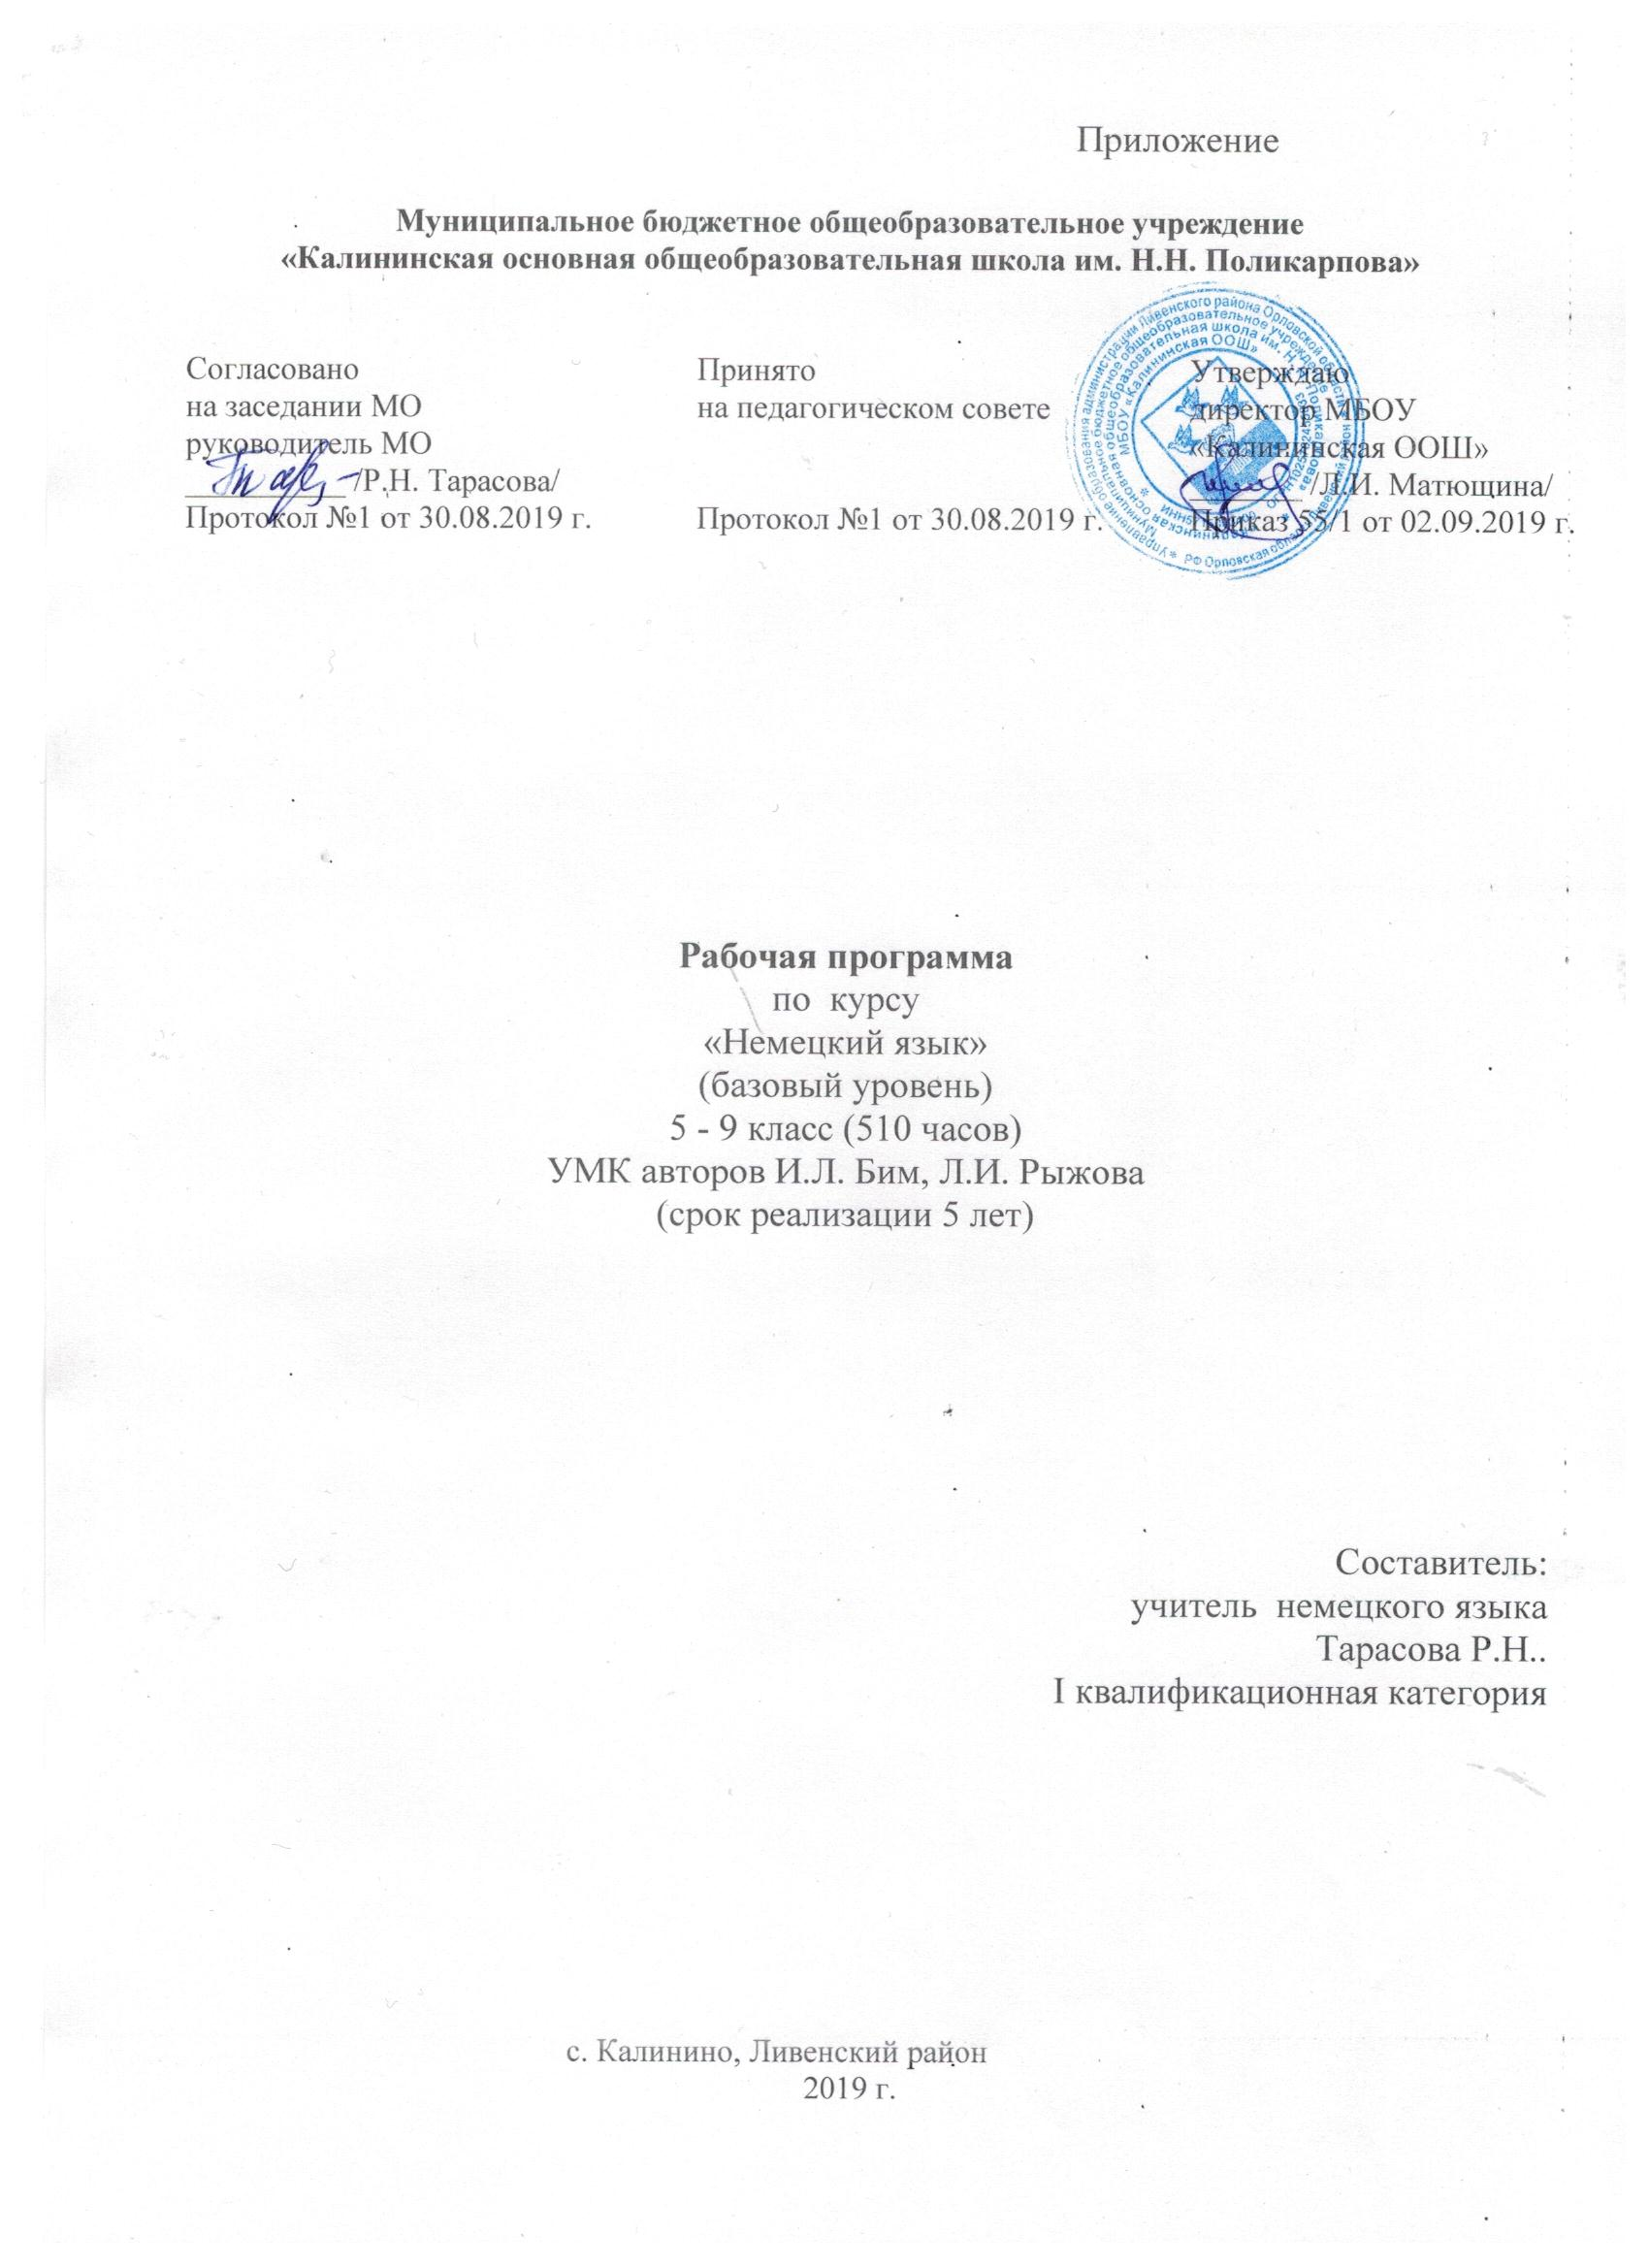 Приложение
Муниципальное бюджетное общеобразовательное учреждение
«Калининская основная общеобразовательная школа им. Н.Н. Поликарпова»
Согласовано
на заседании МО
руководитель МО
/Р.Н. Тарасова/
Протокол №1 от 30.08.2019 г.
Принято
на педагогическом совете
Протокол №1 от 30.08.2019 г.
Утверждаю
директор МБОУ
«Калининская ООШ»
/Л.И. Матющина/
Приказ 55/1 от 02.09.2019 г.
МБОУ «Калининская ООШ»
Рабочая программа
по курсу
«Немецкий язык»
(базовый уровень)
5 - 9 класс (510 часов)
УМК авторов И.Л. Бим, Л.И. Рыжова
(срок реализации 5 лет)
Составитель:
учитель немецкого языка
Тарасова Р.Н..
I квалификационная категория
с. Калинино, Ливенский район
2019 г.